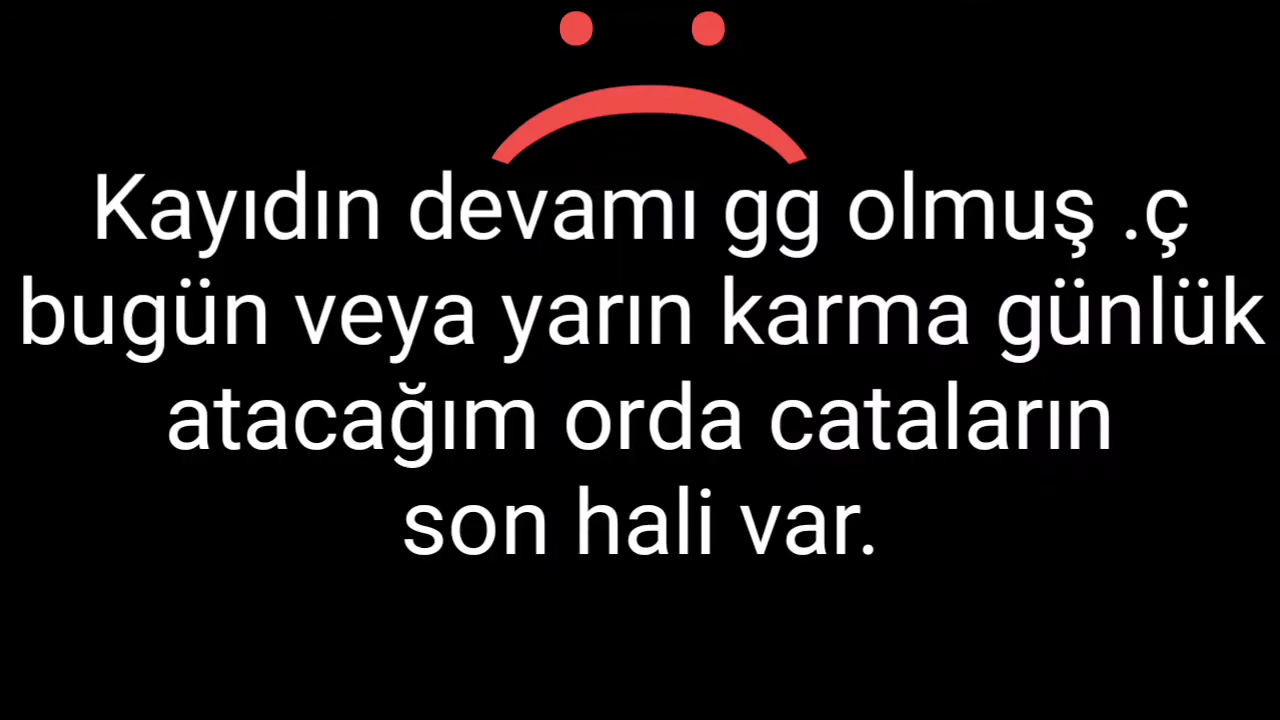 Kayıdın devamı gg olmuş .ç
bugün veya yarın karma günlük
atacağım orda cataların
son hali var.